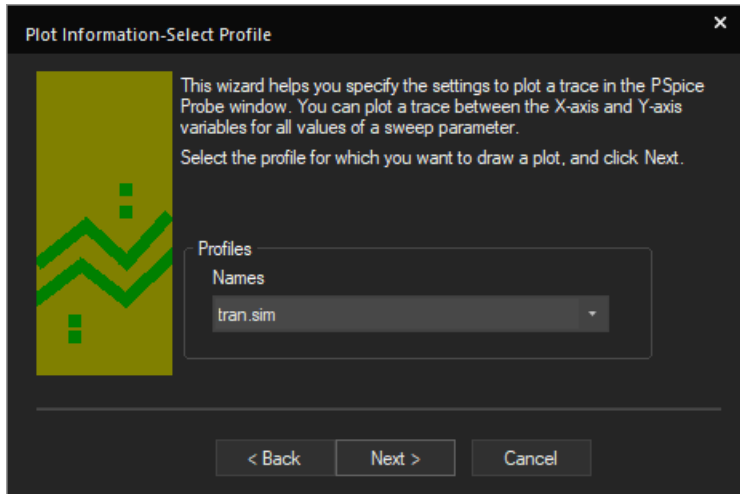 Plot Information-Select Profile
×
This wizard helps you specify the settings to plot a trace in the PSpice
Probe window. You can plot a trace between the X-axis and Y-axis
variables for all values of a sweep parameter.
Select the profile for which you want to draw a plot, and click Next.
Profiles
Names
tran.sim
< Back Next > Cancel